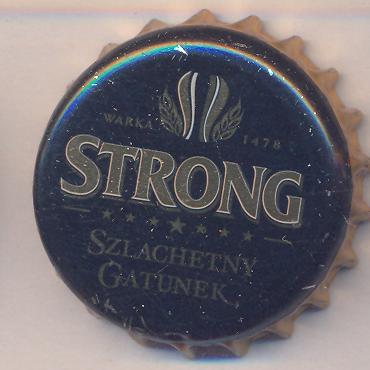 WARKA 1478
STRONG
SZLACHETNY
GATUNEK